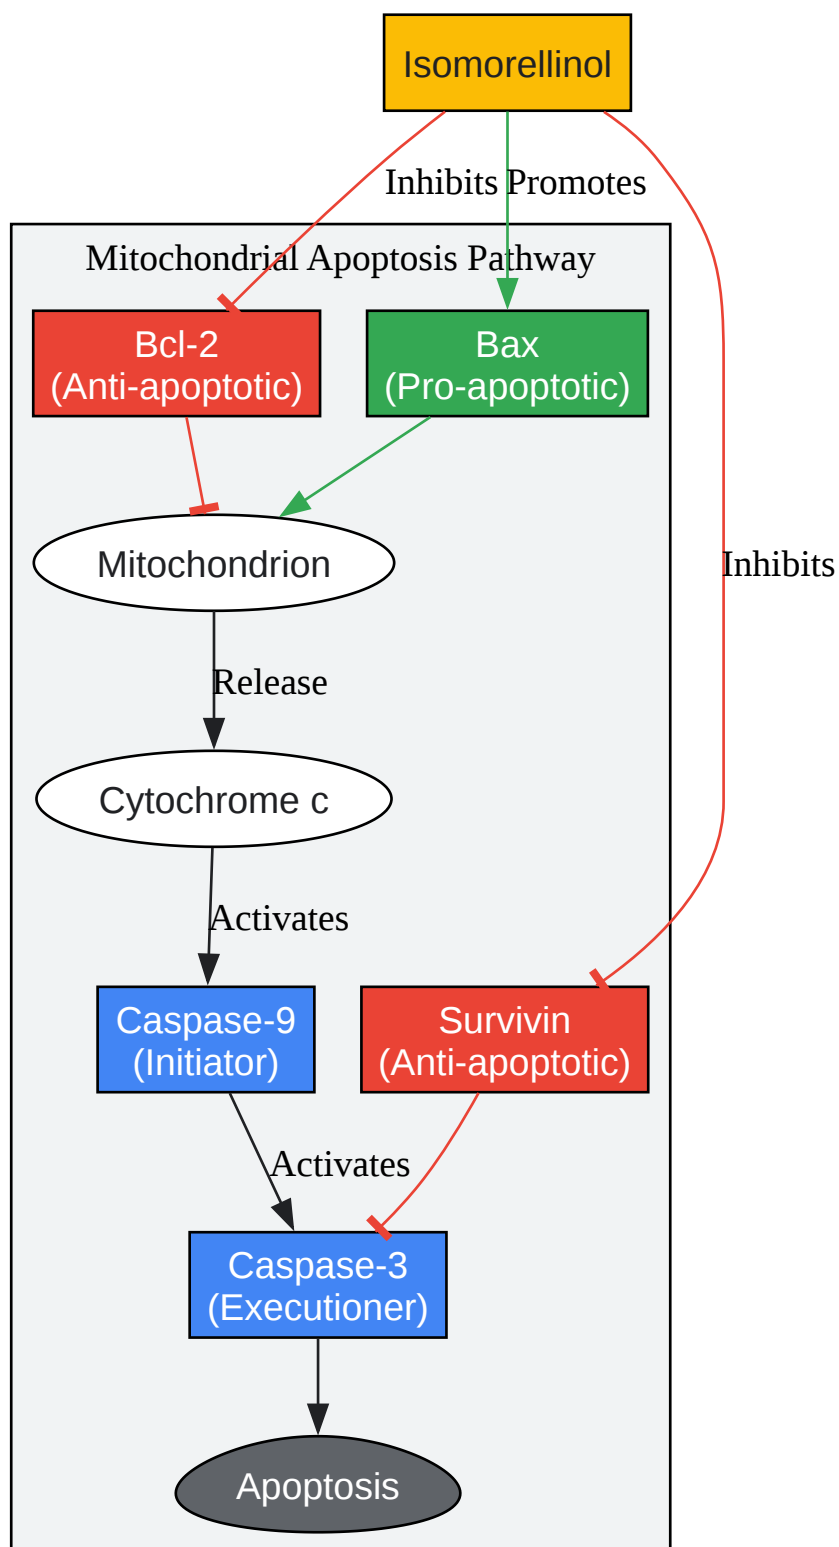 Isomorellinol
Inhibits
Promotes
Mitochondrial Apoptosis Pathway
Bcl-2
(Anti-apoptotic)
Bax
(Pro-apoptotic)
Mitochondrion
Inhibits
Release
Cytochrome c
Activates
Caspase-9
(Initiator)
Survivin
(Anti-apoptotic)
Activates
Caspase-3
(Executioner)
Apoptosis